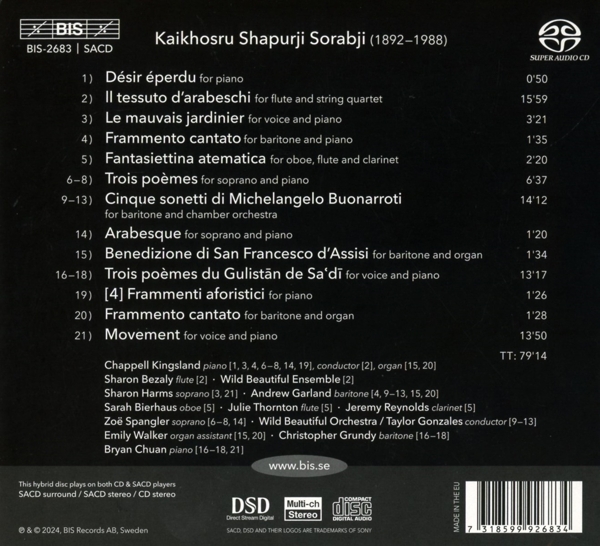 BIS
BIS-2683 | SACD
Kaikhosru Shapurji Sorabji (1892–1988)
SUPER AUDIO CD
1) Désir éperdu for piano 0'50
2) Il tessuto d'arabeschi for flute and string quartet 15'59
3) Le mauvais jardinier for voice and piano 3'21
4) Frammento cantato for baritone and piano 1'35
5) Fantasiettina atematica for oboe, flute and clarinet 2'20
6–8) Trois poèmes for soprano and piano 6'37
9–13) Cinque sonetti di Michelangelo Buonarroti 14'12
for baritone and chamber orchestra
14) Arabesque for soprano and piano 1'20
15) Benedizione di San Francesco d'Assisi for baritone and organ 1'34
16–18) Trois poèmes du Gulistān de Saʿdī for voice and piano 13'17
19) [4] Frammenti aforistici for piano 1'26
20) Frammento cantato for baritone and organ 1'28
21) Movement for voice and piano 13'50
TT: 79'14
Chappell Kingsland piano [1, 3, 4, 6–8, 14, 19], conductor [2], organ [15, 20]
Sharon Bezaly flute [2] · Wild Beautiful Ensemble [2]
Sharon Harms soprano [3, 21] · Andrew Garland baritone [4, 9–13, 15, 20]
Sarah Bierhaus oboe [5] · Julie Thornton flute [5] · Jeremy Reynolds clarinet [5]
Zoë Spangler soprano [6–8, 14] · Wild Beautiful Orchestra / Taylor Gonzales conductor [9–13]
Emily Walker organ assistant [15, 20] · Christopher Grundy baritone [16–18]
Bryan Chuan piano [16–18, 21]
www.bis.se
This hybrid disc plays on both CD & SACD players
SACD surround / SACD stereo / CD stereo
DSD
Direct Stream Digital
Multi-ch
Stereo
COMPACT
disc
DIGITAL AUDIO
MADE IN THE EU
℗ & © 2024, BIS Records AB, Sweden
SACD, DSD AND THEIR LOGOS ARE TRADEMARKS OF SONY
7 318599 926834